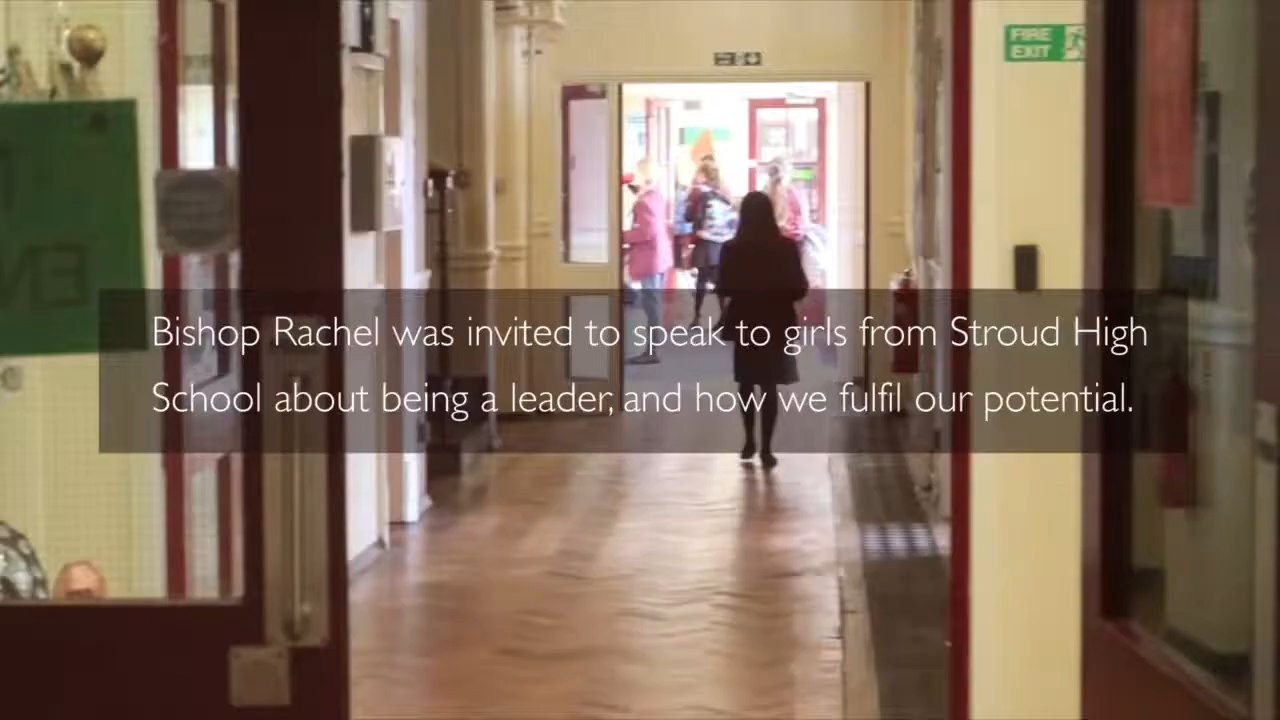 FIRE
EXIT
Bishop Rachel was invited to speak to girls from Stroud High
School about being a leader, and how we fulfil our potential.